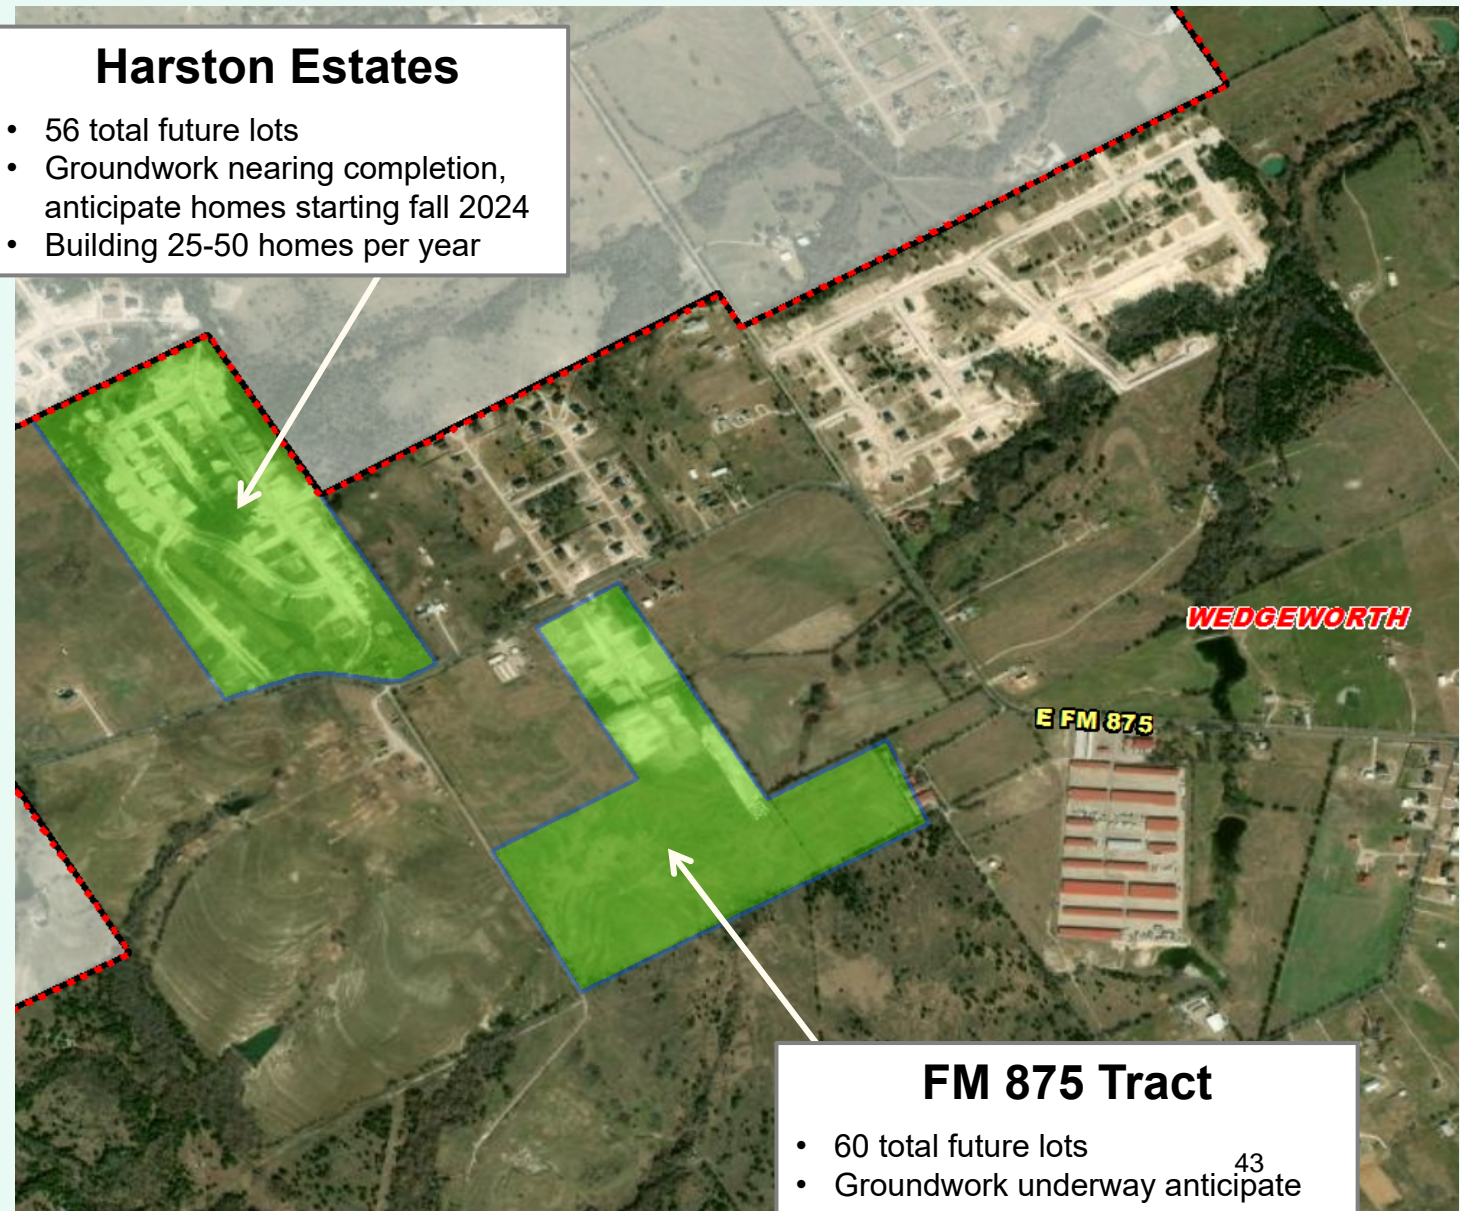 Harston Estates
• 56 total future lots
• Groundwork nearing completion,
anticipate homes starting fall 2024
• Building 25-50 homes per year
WEDGEWORTH
E FM 875
FM 875 Tract
• 60 total future lots
43
• Groundwork underway anticipate